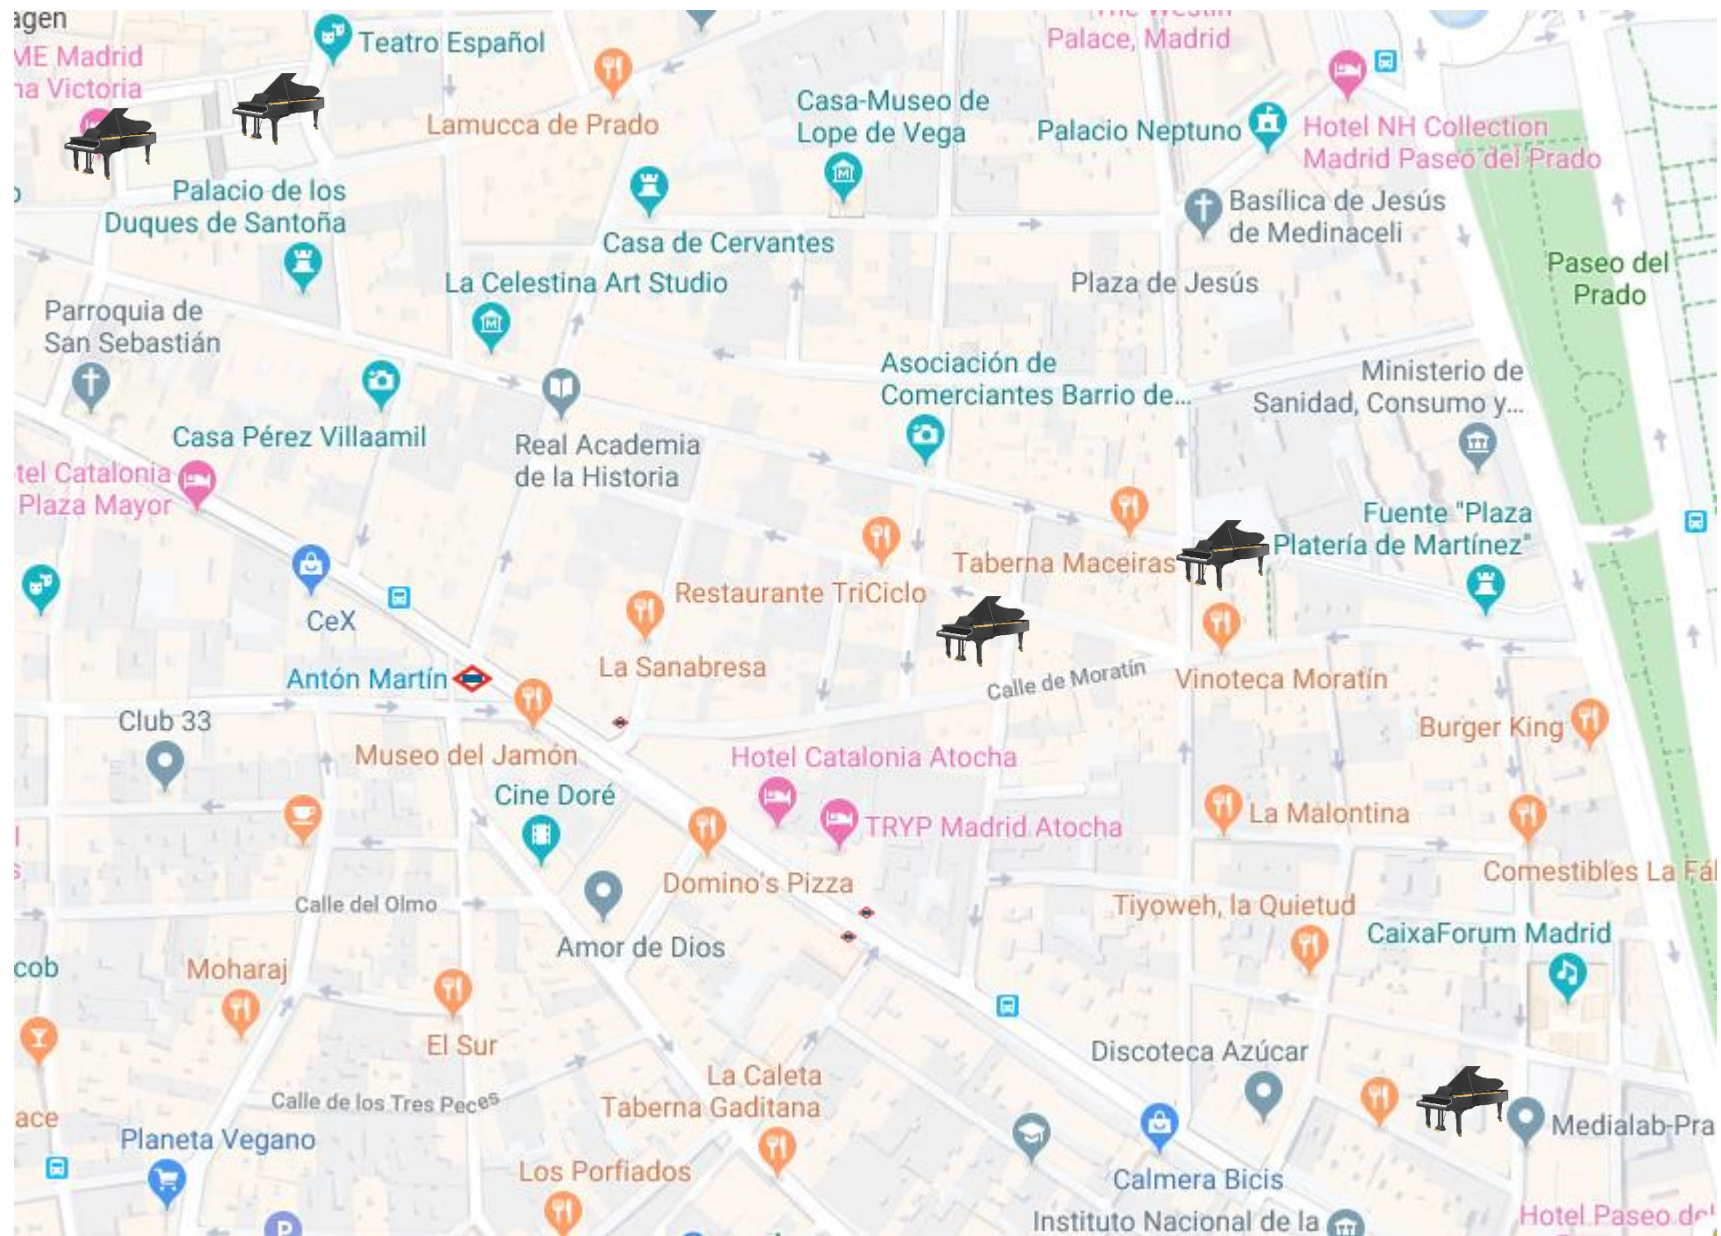 agen
ME Madrid
na Victoria
Teatro Español
Palace, Madrid
Lamucca de Prado
Casa-Museo de
Lope de Vega
Palacio Neptuno
Hotel NH Collection
Madrid Paseo del Prado
Palacio de los
Duques de Santoña
Casa de Cervantes
Basílica de Jesús
de Medinaceli
La Celestina Art Studio
Plaza de Jesús
Paseo del
Prado
Parroquia de
San Sebastián
Asociación de
Comerciantes Barrio de...
Ministerio de
Sanidad, Consumo y...
Casa Pérez Villaamil
Real Academia
de la Historia
tel Catalonia
Plaza Mayor
Fuente "Plaza
Platería de Martínez"
Taberna Maceiras
Restaurante TriCiclo
CeX
La Sanabresa
Antón Martín
Calle de Moratín
Vinoteca Moratín
Club 33
Burger King
Museo del Jamón
Hotel Catalonia Atocha
Cine Doré
TRYP Madrid Atocha
La Malontina
Domino's Pizza
Comestibles La Fál
Calle del Olmo
Tiyoweh, la Quietud
Amor de Dios
CaixaForum Madrid
cob
Moharaj
El Sur
Discoteca Azúcar
La Caleta
Taberna Gaditana
Calle de los Tres Peces
ace
Planeta Vegano
Medialab-Pra
Los Porfiados
Calmera Bicis
Instituto Nacional de la
Hotel Paseo del
P